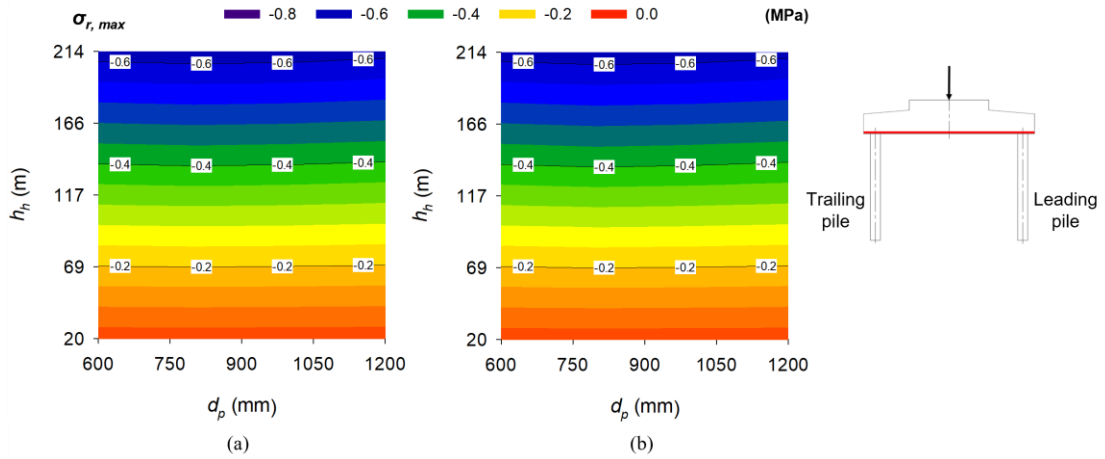 σr, max -0.8 -0.6 -0.4 -0.2 0.0 (MPa)
214
166
117
69
20
hh (m)
-0.6 -0.6 -0.6 -0.6
-0.4 -0.4 -0.4 -0.4
-0.2 -0.2 -0.2 -0.2
600 750 900 1050 1200
dp (mm)
(a)
214
166
117
69
20
hh (m)
-0.6 -0.6 -0.6 -0.6
-0.4 -0.4 -0.4 -0.4
-0.2 -0.2 -0.2 -0.2
600 750 900 1050 1200
dp (mm)
(b)
Trailing
pile
Leading
pile